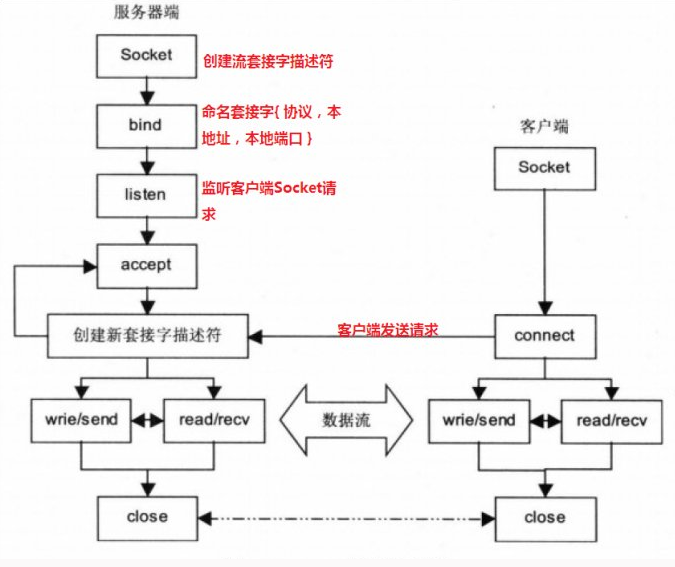 服务器端
Socket
创建流套接字描述符
bind
命名套接字{ 协议，本
地址，本地端口 }
listen
监听客户端Socket请
求
accept
创建新套接字描述符
客户端发送请求
wrie/send
read/recv
close
数据流
客户端
Socket
connect
wrie/send
read/recv
close